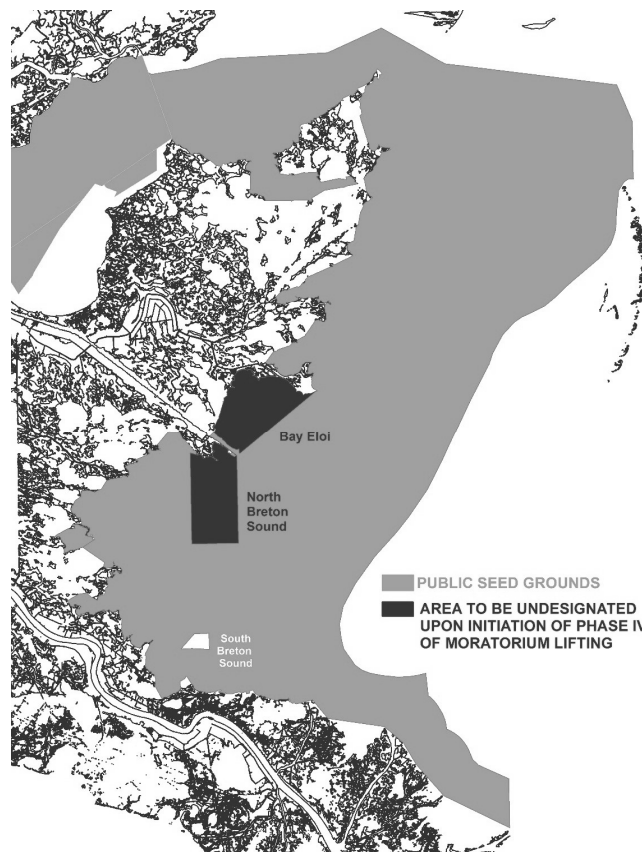 Bay Eloi
North
Breton
Sound
PUBLIC SEED GROUNDS
AREA TO BE UNDESIGNATED
UPON INITIATION OF PHASE IV
OF MORATORIUM LIFTING
South
Breton
Sound